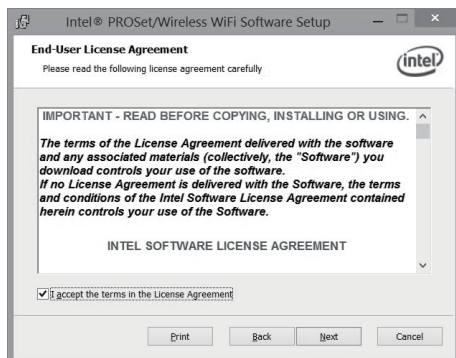 Intel® PROSet/Wireless WiFi Software Setup
End-User License Agreement
Please read the following license agreement carefully
intel
IMPORTANT - READ BEFORE COPYING, INSTALLING OR USING.
The terms of the License Agreement delivered with the software
and any associated materials (collectively, the "Software") you
download controls your use of the software.
If no License Agreement is delivered with the Software, the terms
and conditions of the Intel Software License Agreement contained
herein controls your use of the Software.
INTEL SOFTWARE LICENSE AGREEMENT
I accept the terms in the License Agreement
Print Back Next Cancel